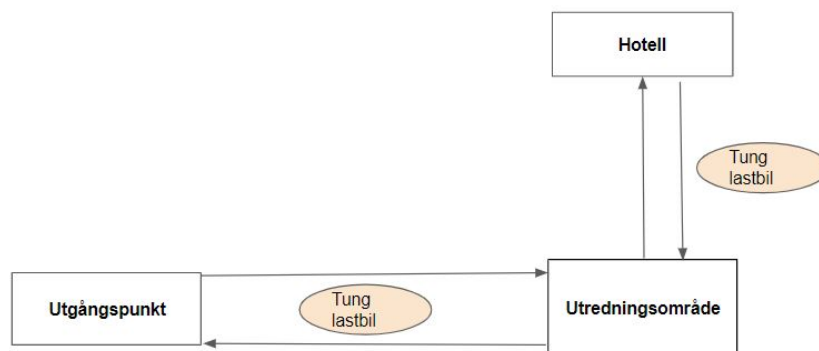 Hotell
Tung
lastbil
Utgångspunkt
Tung
lastbil
Utredningsområde